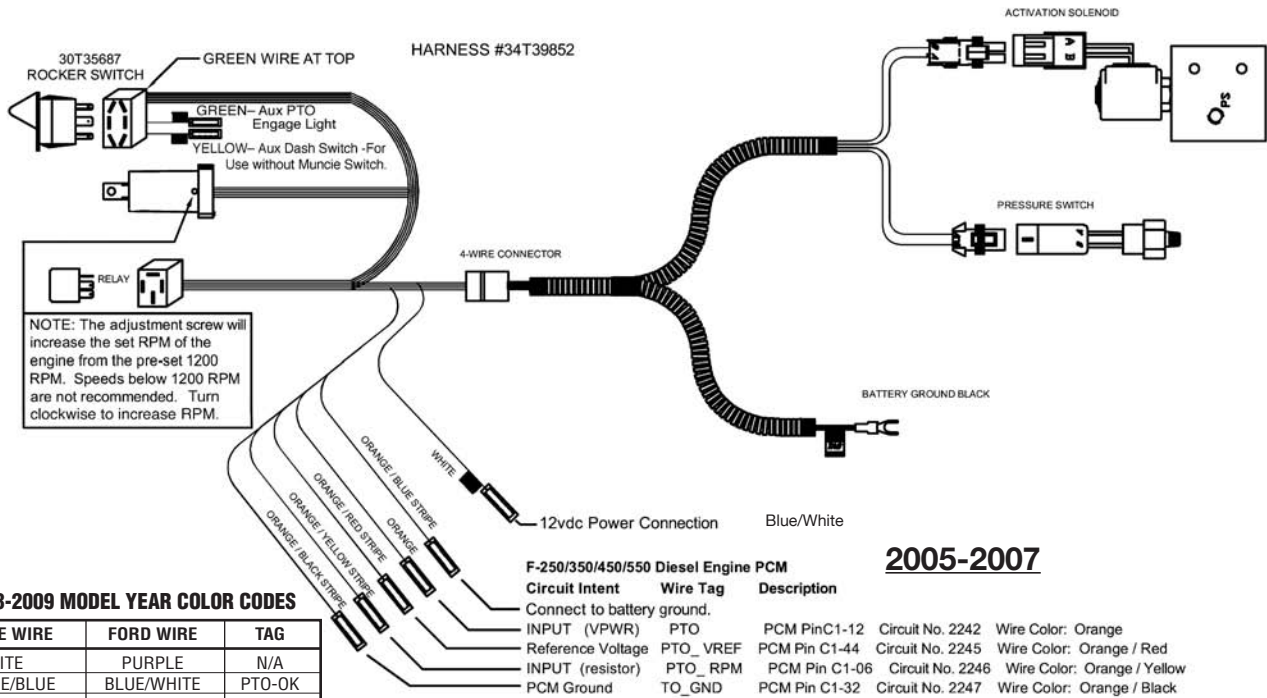 ACTIVATION SOLENOID
HARNESS #34T39852
30T35687
ROCKER SWITCH
GREEN WIRE AT TOP
A B
PS
GREEN– Aux PTO
Engage Light
YELLOW– Aux Dash Switch -For
Use without Muncie Switch.
PRESSURE SWITCH
4-WIRE CONNECTOR
RELAY
NOTE: The adjustment screw will
increase the set RPM of the
engine from the pre-set 1200
RPM. Speeds below 1200 RPM
are not recommended. Turn
clockwise to increase RPM.
BATTERY GROUND BLACK
WHITE
ORANGE / BLUE STRIPE
ORANGE
ORANGE / RED STRIPE
ORANGE / YELLOW STRIPE
ORANGE / BLACK STRIPE
12vdc Power Connection
Blue/White
2005-2007
F-250/350/450/550 Diesel Engine PCM
Circuit Intent Wire Tag Description
Connect to battery ground.
INPUT (VPWR) PTO PCM PinC1-12 Circuit No. 2242 Wire Color: Orange
Reference Voltage PTO_ VREF PCM Pin C1-44 Circuit No. 2245 Wire Color: Orange / Red
INPUT (resistor) PTO_ RPM PCM Pin C1-06 Circuit No. 2246 Wire Color: Orange / Yellow
PCM Ground TO_GND PCM Pin C1-32 Circuit No. 2247 Wire Color: Orange / Black
-2009 MODEL YEAR COLOR CODES
WIRE FORD WIRE TAG
PURPLE N/A
/BLUE BLUE/WHITE PTO-OK